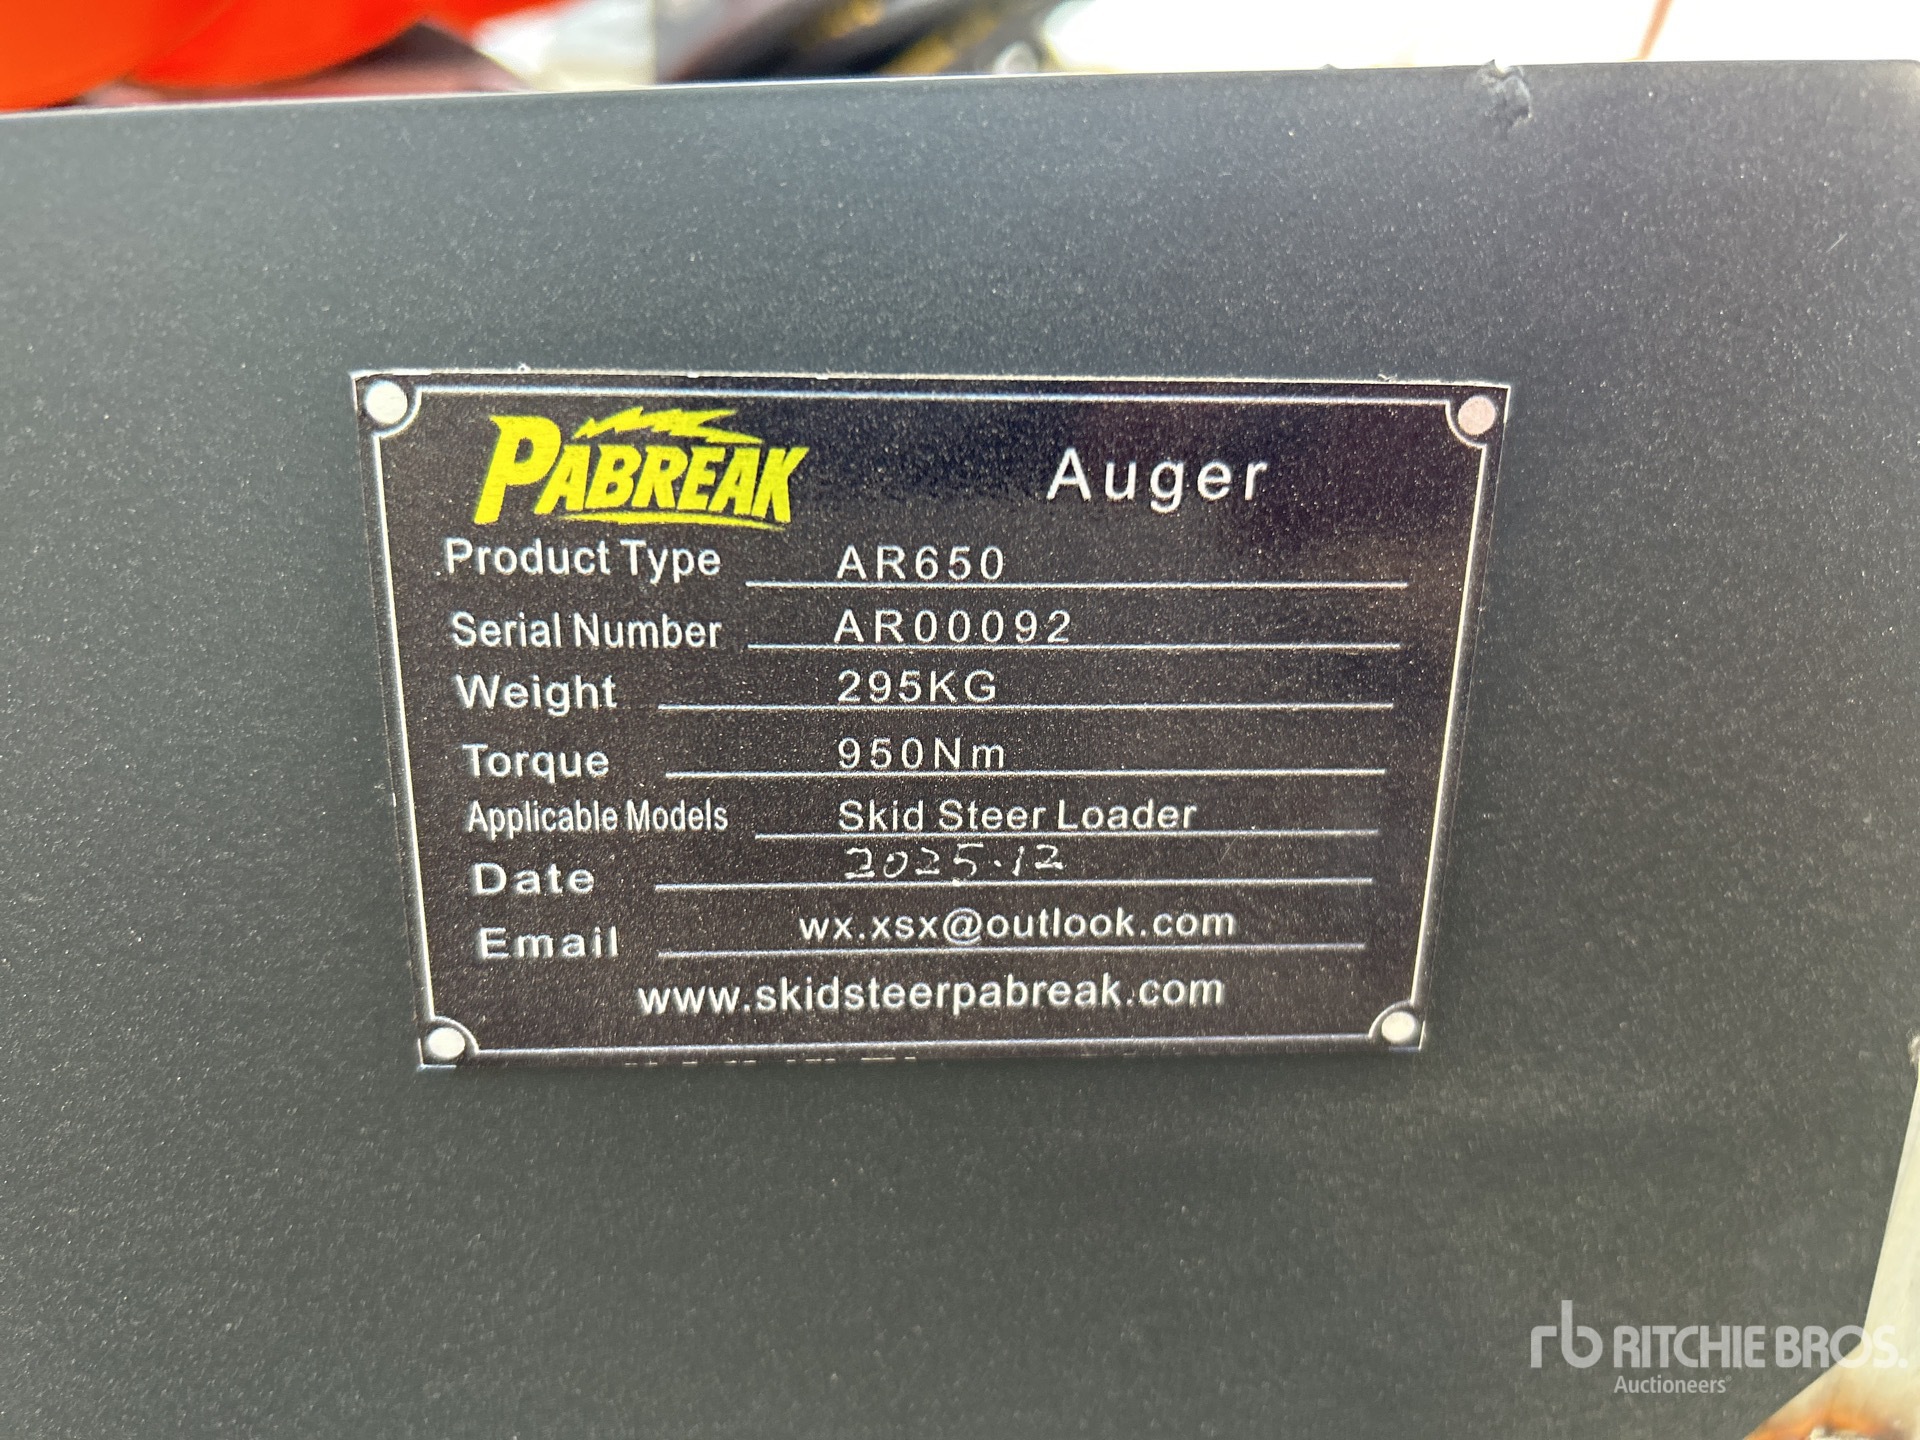 PABREAK Auger
Product Type AR650
Serial Number AR00092
Weight 295KG
Torque 950Nm
Applicable Models Skid Steer Loader
Date 2025.12
Email wx.xsx@outlook.com
www.skidsteerpabreak.com
rb RITCHIE BROS.
Auctioneers